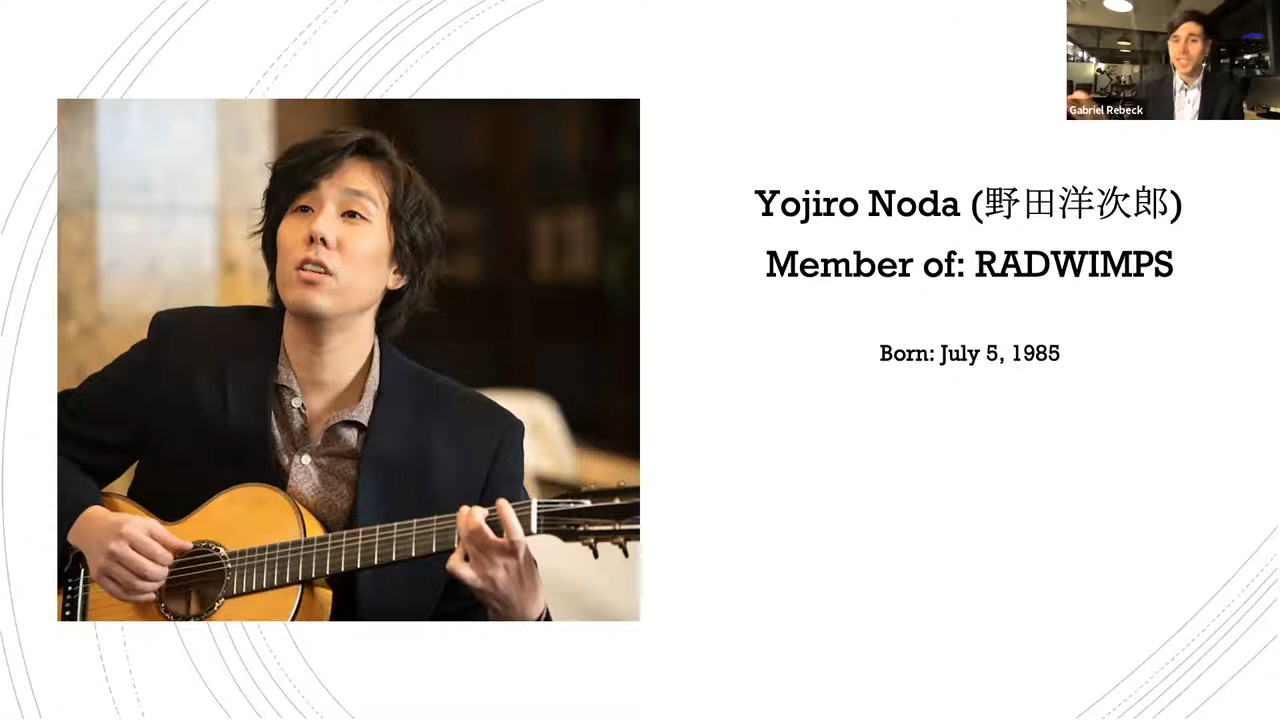 Gabriel Rebeck
Yojiro Noda (野田洋次郎)
Member of: RADWIMPS
Born: July 5, 1985